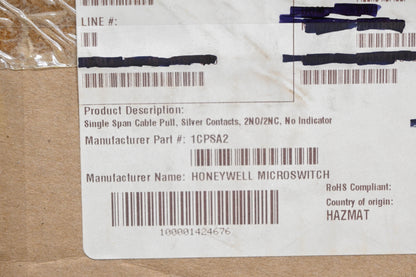 LINE #:
Product Description:
Single Span Cable Pull, Silver Contacts, 2NO/2NC, No Indicator
Manufacturer Part #: 1CPSA2
Manufacturer Name: HONEYWELL MICROSWITCH
RoHS Compliant:
Country of origin:
HAZMAT
100001424676